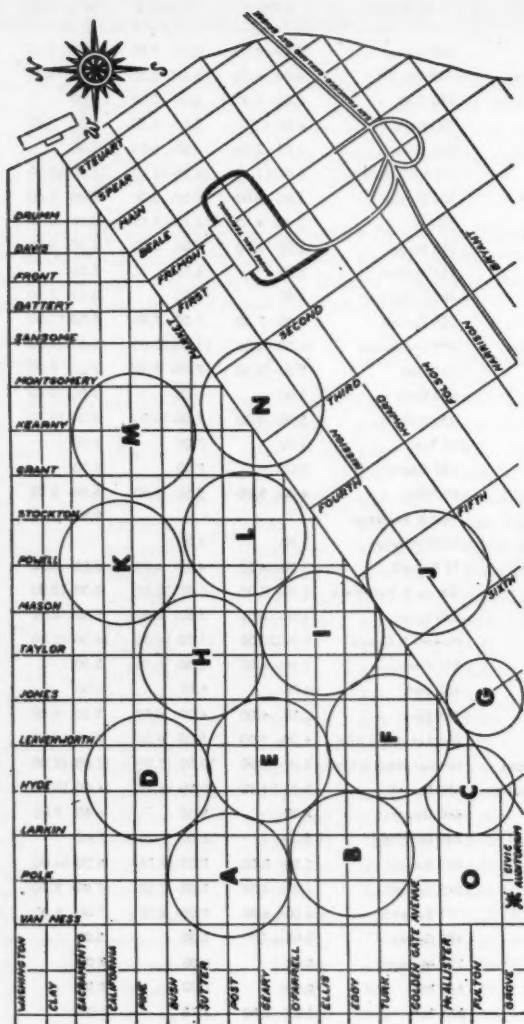 N
W
S
DRUMM
DAVIS
FRONT
BATTERY
SANSOME
MONTGOMERY
KEARNY
GRANT
STOCKTON
POWELL
MASON
TAYLOR
JONES
LEAVENWORTH
HYDE
LARKIN
POLK
VAN NESS
STEUART
SPEAR
MAIN
BEALE
FREMONT
FIRST
MARKET
SECOND
THIRD
FOURTH
FIFTH
SIXTH
MISSION
HOWARD
FOLSOM
HARRISON
BRYANT
M
N
K
L
J
H
I
D
E
F
G
A
B
C
O
CIVIC
AUDITORIUM
WASHINGTON
CLAY
SACRAMENTO
CALIFORNIA
PINE
BUSH
SUTTER
POST
GEARY
O'FARREL
ELLIS
EDDY
TURK
GOLDEN GATE AVENUE
McALLISTER
FULTON
GROVE